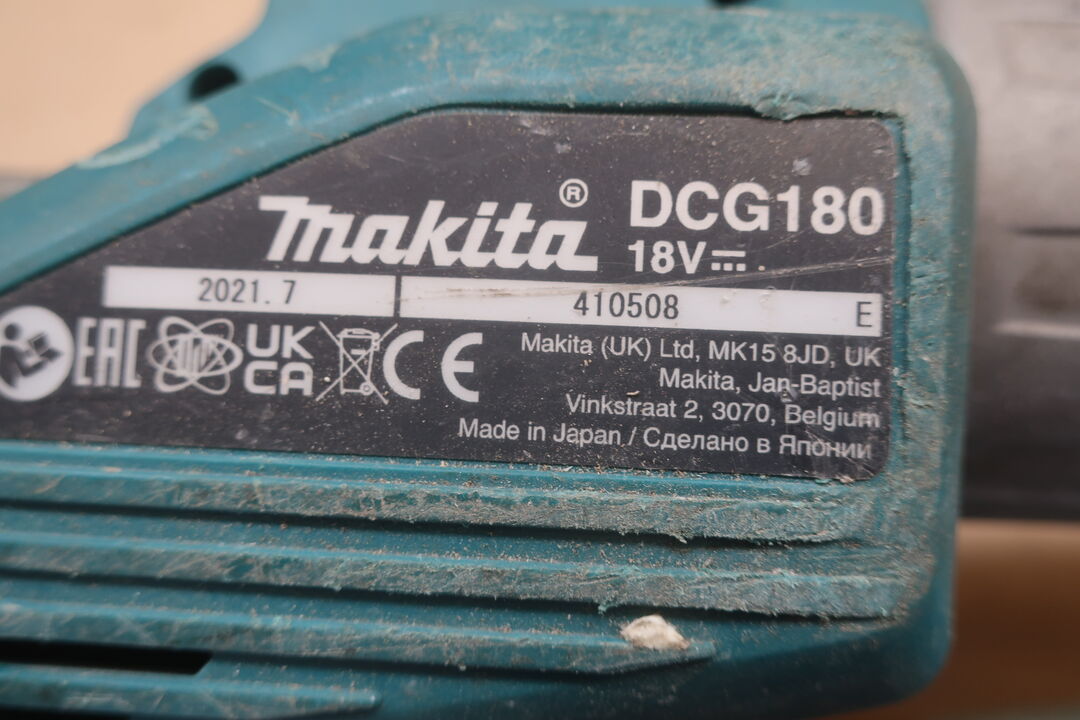 makita® DCG180
18V
2021.7 410508 E
EAC UK CA CE
Makita (UK) Ltd, MK15 8JD, UK
Makita, Jan-Baptist
Vinkstraat 2, 3070, Belgium
Made in Japan / Сделано в Японии